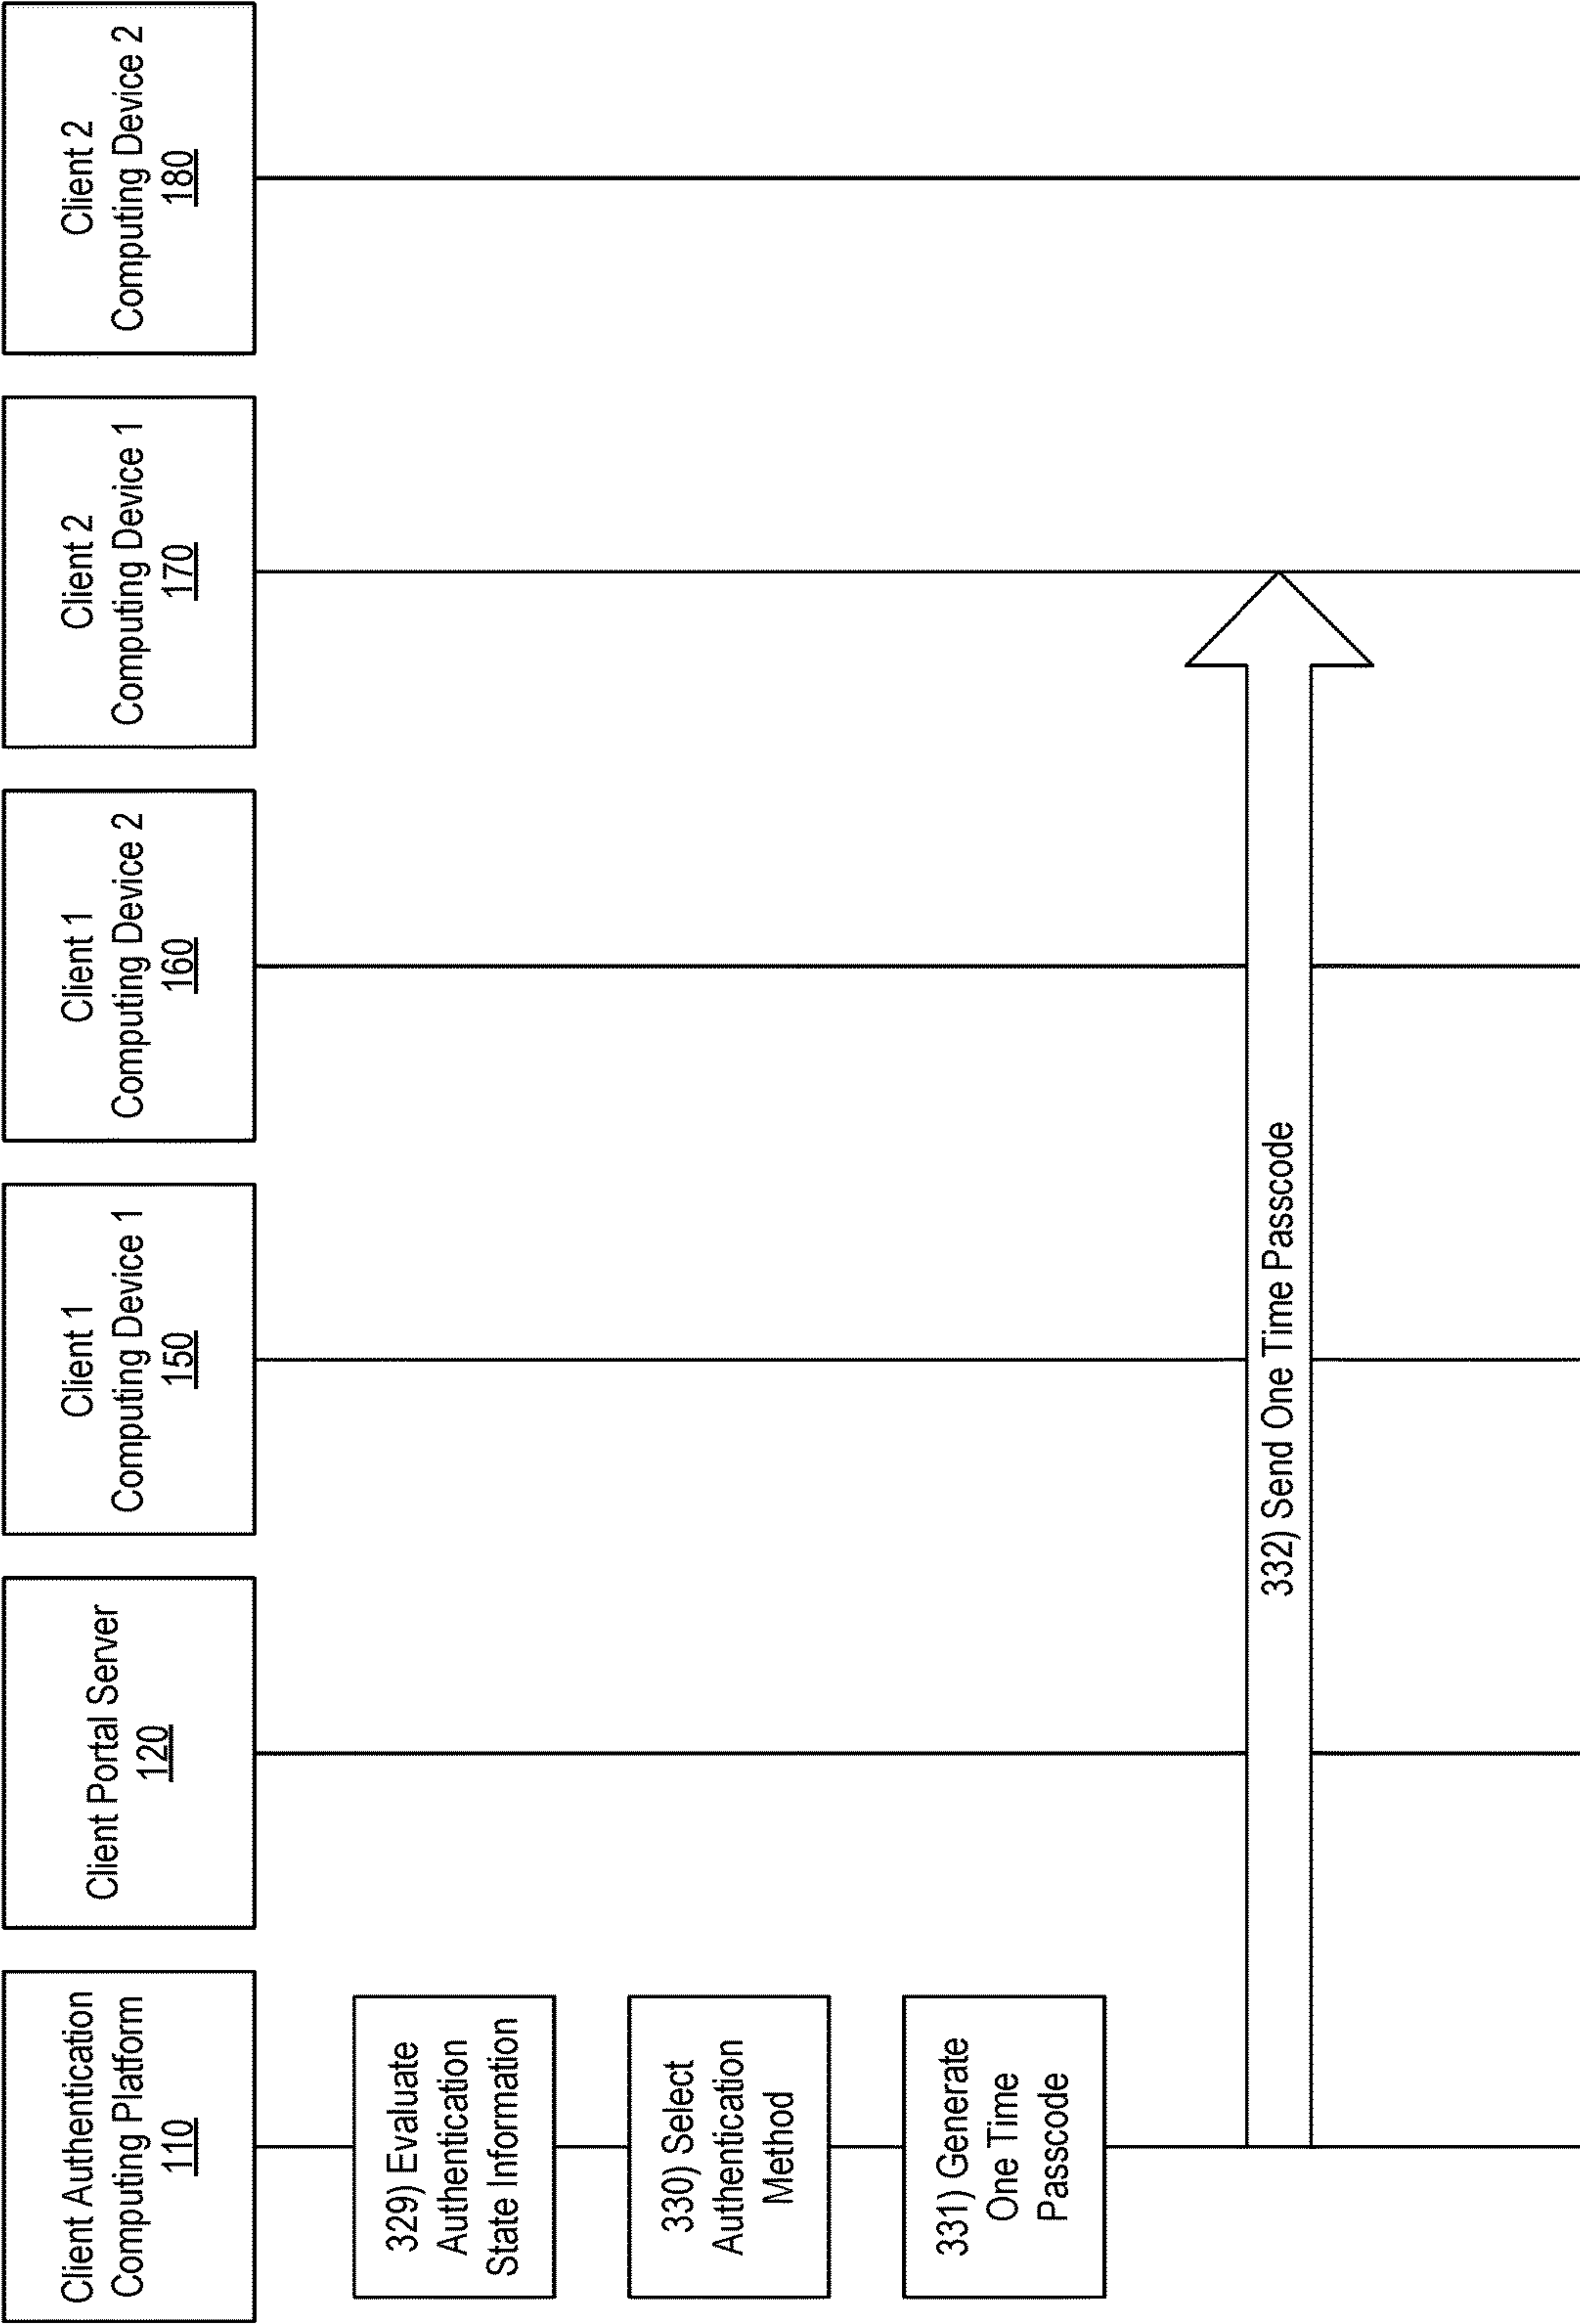 Client Authentication
Computing Platform
110
Client Portal Server
120
Client 1
Computing Device 1
150
Client 1
Computing Device 2
160
Client 2
Computing Device 1
170
Client 2
Computing Device 2
180
329) Evaluate
Authentication
State Information
330) Select
Authentication
Method
331) Generate
One Time
Passcode
332) Send One Time Passcode